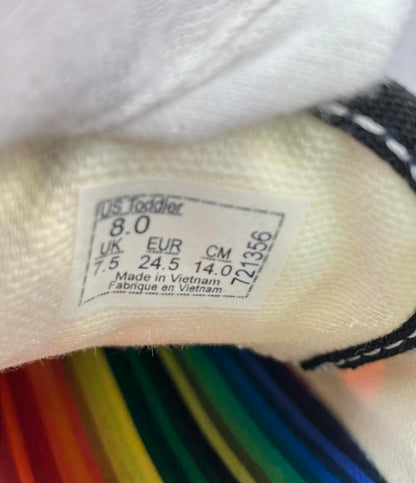 US Toddler
8.0
UK EUR CM
7.5 24.5 14.0
Made in Vietnam
Fabrique en Vietnam
721356